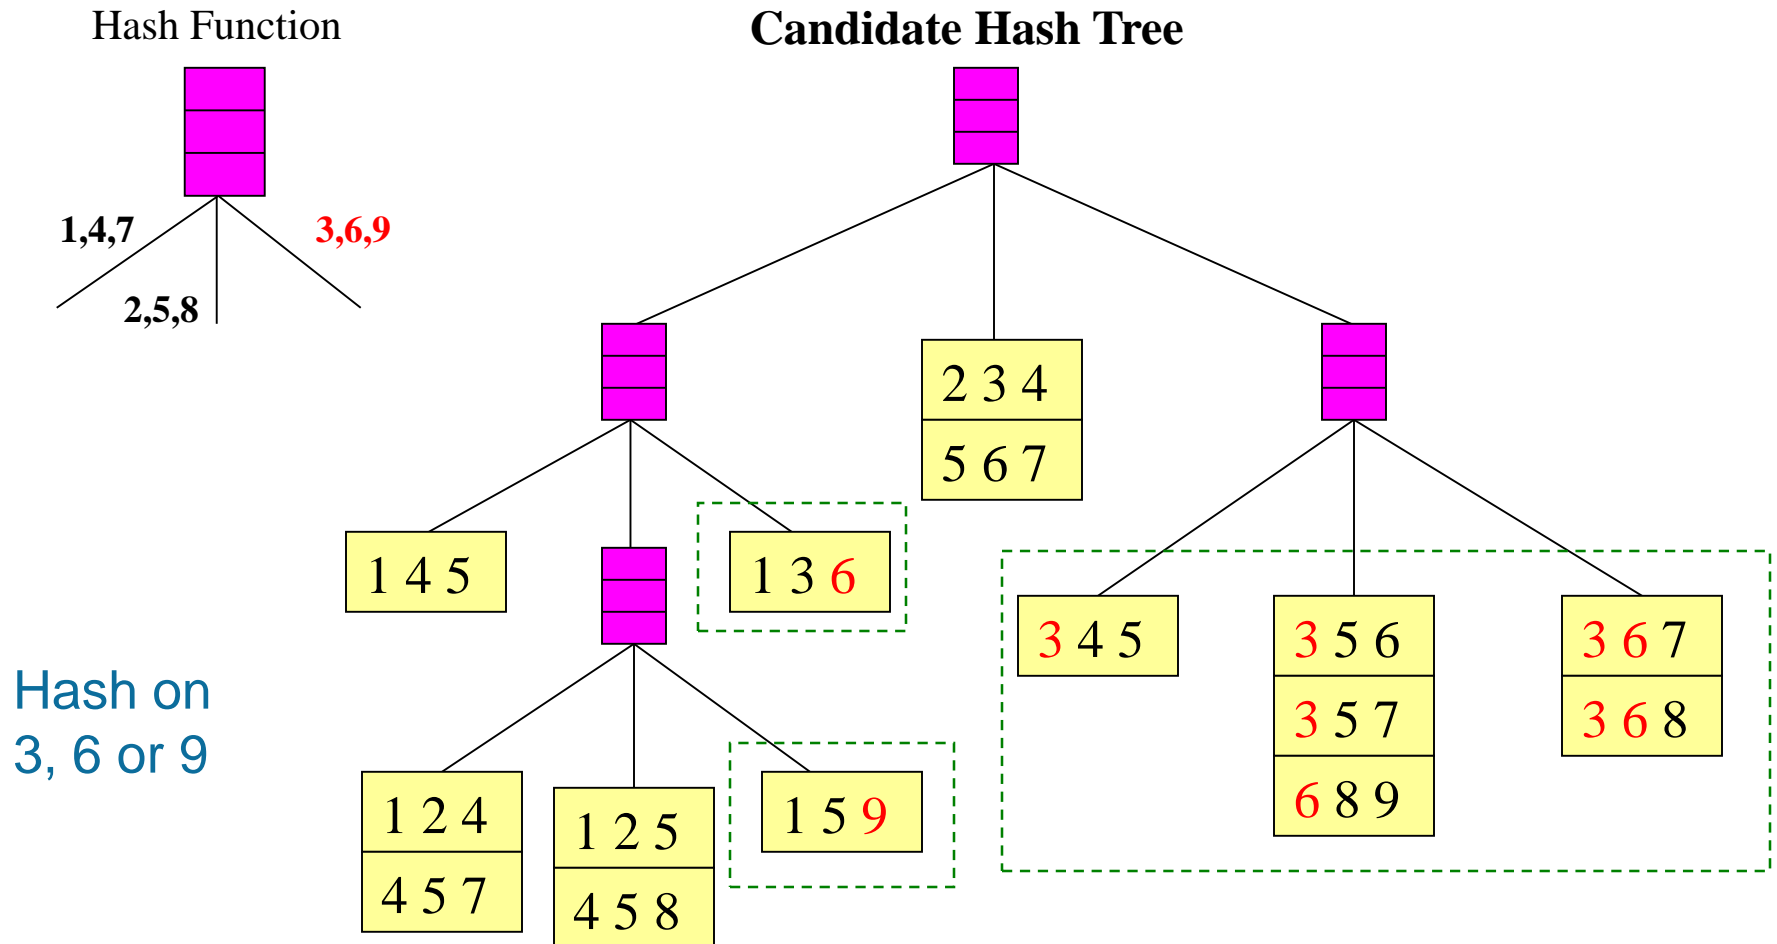 Hash Function
Candidate Hash Tree
1,4,7
3,6,9
2,5,8
2 3 4
5 6 7
1 4 5
1 3 6
3 4 5
3 5 6
3 6 7
3 5 7
3 6 8
6 8 9
Hash on
3, 6 or 9
1 2 4
1 2 5
1 5 9
4 5 7
4 5 8